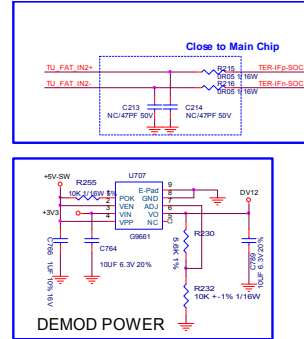 Close to Main Chip
TU_FAT_IN2+ R215 TER-IFp-SOC
0R05 1/16W
TU_FAT_IN2- R216 TER-IFn-SOC
0R05 1/16W
C213 C214
NC/47PF 50V NC/47PF 50V
+5V-SW U707 DV12
R255
10K 1/16W 5%
E-Pad 9
1 POK GND 8
2 VEN ADJ 7
+3V3 3 VIN VO 6
4 VPP NC 5
G9661
C766 1UF 10% 16V
C764
10UF 6.3V 20%
R230
5.6K 1%
C789
10UF 6.3V 20%
R232
10K +-1% 1/16W
DEMOD POWER